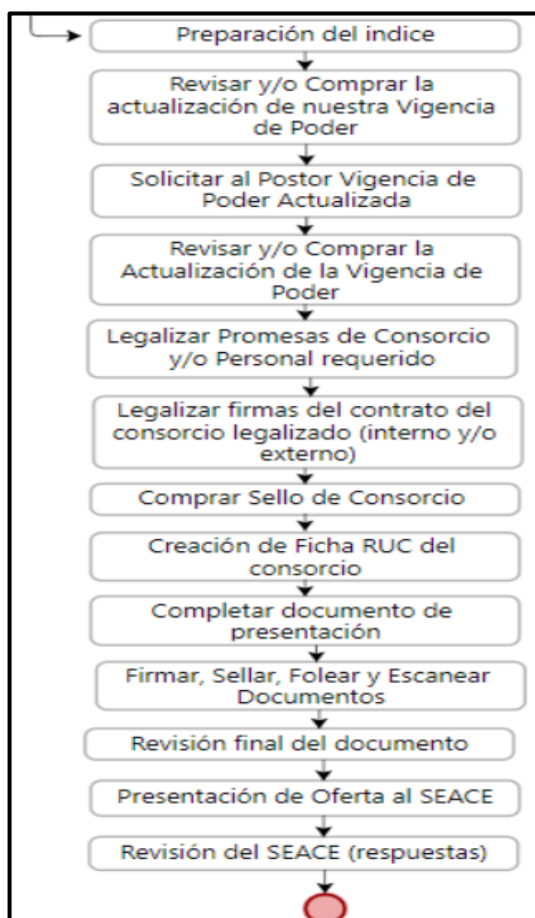 Preparación del indice
Revisar y/o Comprar la
actualización de nuestra Vigencia
de Poder
Solicitar al Postor Vigencia de
Poder Actualizada
Revisar y/o Comprar la
Actualización de la Vigencia de
Poder
Legalizar Promesas de Consorcio
y/o Personal requerido
Legalizar firmas del contrato del
consorcio legalizado (interno y/o
externo)
Comprar Sello de Consorcio
Creación de Ficha RUC del
consorcio
Completar documento de
presentación
Firmar, Sellar, Folear y Escanear
Documentos
Revisión final del documento
Presentación de Oferta al SEACE
Revisión del SEACE (respuestas)